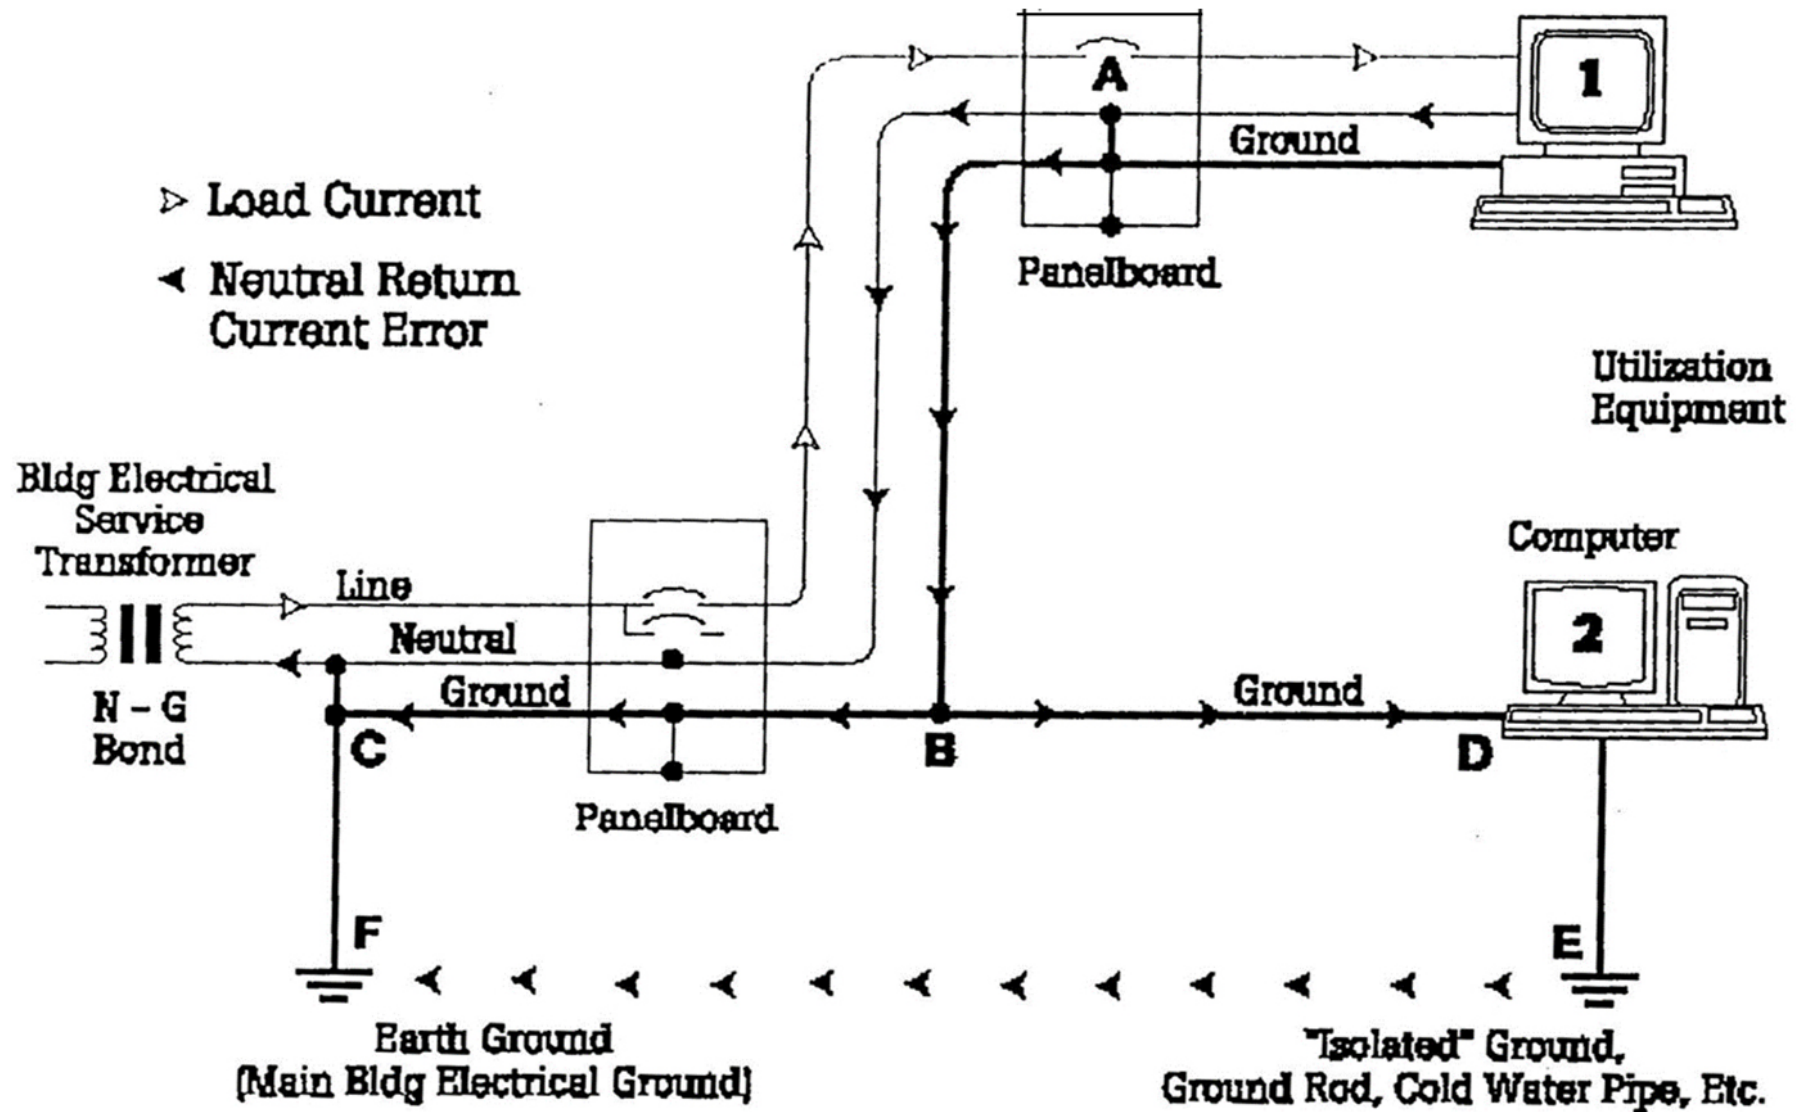 A
1
Ground
Panelboard
Load Current
Neutral Return
Current Error
Utilization
Equipment
Bldg Electrical
Service
Transformer
Line
Neutral
Ground
N - G
Bond
C
Panelboard
B
Ground
Computer
2
D
F
E
Earth Ground
(Main Bldg Electrical Ground)
"Isolated" Ground,
Ground Rod, Cold Water Pipe, Etc.